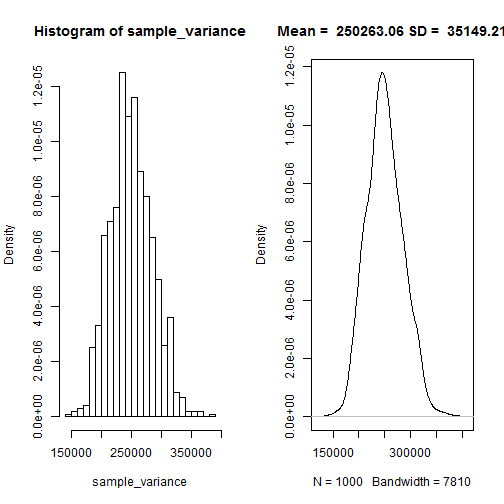 Histogram of sample_variance
Density
0.0e+00 2.0e-06 4.0e-06 6.0e-06 8.0e-06 1.0e-05 1.2e-05
150000 250000 350000
sample_variance
Mean = 250263.06 SD = 35149.21
Density
0.0e+00 2.0e-06 4.0e-06 6.0e-06 8.0e-06 1.0e-05 1.2e-05
150000 300000
N = 1000 Bandwidth = 7810